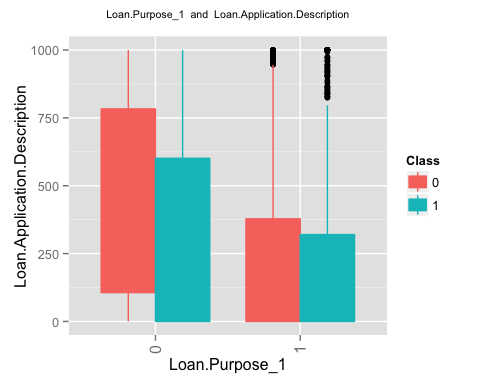 Loan.Purpose_1 and Loan.Application.Description
Loan.Application.Description
1000
750
500
250
0
0
1
Loan.Purpose_1
Class
0
1